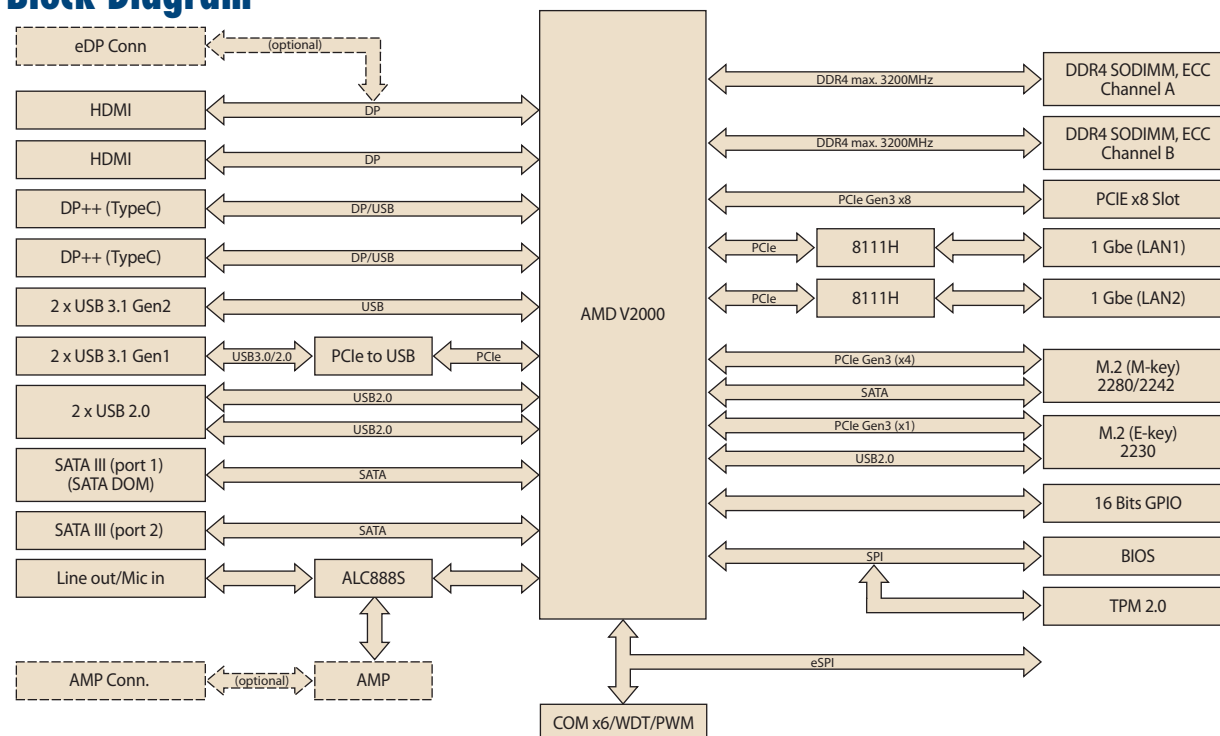 Block Diagram
eDP Conn
(optional)
HDMI
DP
HDMI
DP
DP++ (TypeC)
DP/USB
DP++ (TypeC)
DP/USB
2 x USB 3.1 Gen2
USB
2 x USB 3.1 Gen1
USB3.0/2.0
PCIe to USB
PCIe
2 x USB 2.0
USB2.0
USB2.0
SATA III (port 1)
(SATA DOM)
SATA
SATA III (port 2)
SATA
Line out/Mic in
ALC888S
AMP Conn.
(optional)
AMP
AMD V2000
COM x6/WDT/PWM
DDR4 max. 3200MHz
DDR4 SODIMM, ECC
Channel A
DDR4 max. 3200MHz
DDR4 SODIMM, ECC
Channel B
PCIe Gen3 x8
PCIE x8 Slot
PCIe
8111H
1 Gbe (LAN1)
PCIe
8111H
1 Gbe (LAN2)
PCIe Gen3 (x4)
SATA
M.2 (M-key)
2280/2242
PCIe Gen3 (x1)
USB2.0
M.2 (E-key)
2230
16 Bits GPIO
SPI
BIOS
TPM 2.0
eSPI